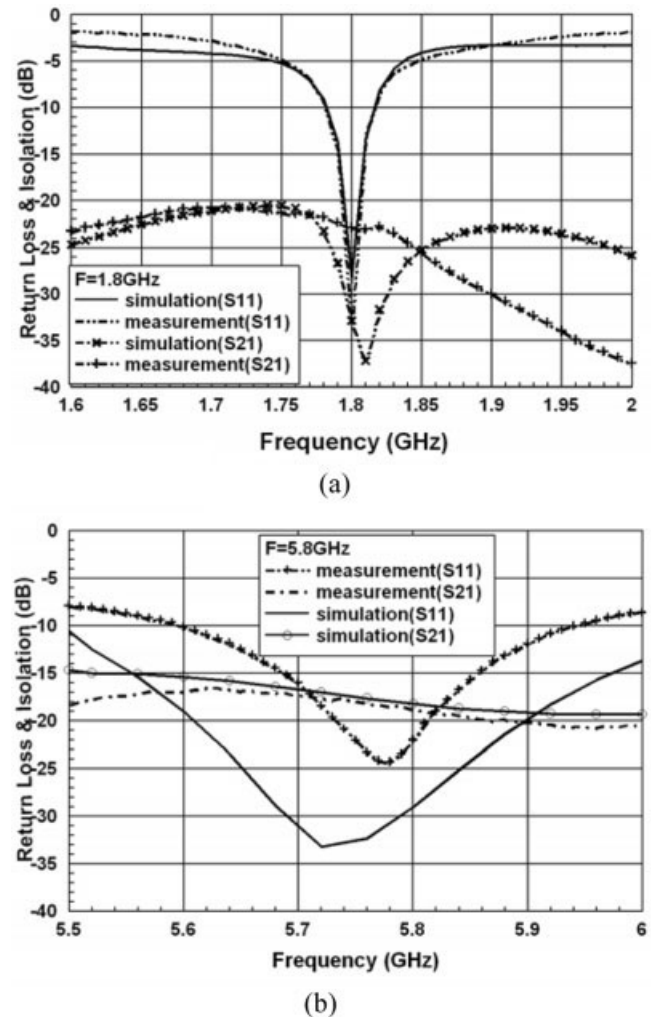 0
-5
-10
-15
-20
-25
-30
-35
-40
Return Loss & Isolation (dB)
F=1.8GHz
simulation(S11)
measurement(S11)
simulation(S21)
measurement(S21)
1.6 1.65 1.7 1.75 1.8 1.85 1.9 1.95 2
Frequency (GHz)
(a)
0
-5
-10
-15
-20
-25
-30
-35
-40
Return Loss & Isolation (dB)
F=5.8GHz
measurement(S11)
measurement(S21)
simulation(S11)
simulation(S21)
5.5 5.6 5.7 5.8 5.9 6
Frequency (GHz)
(b)